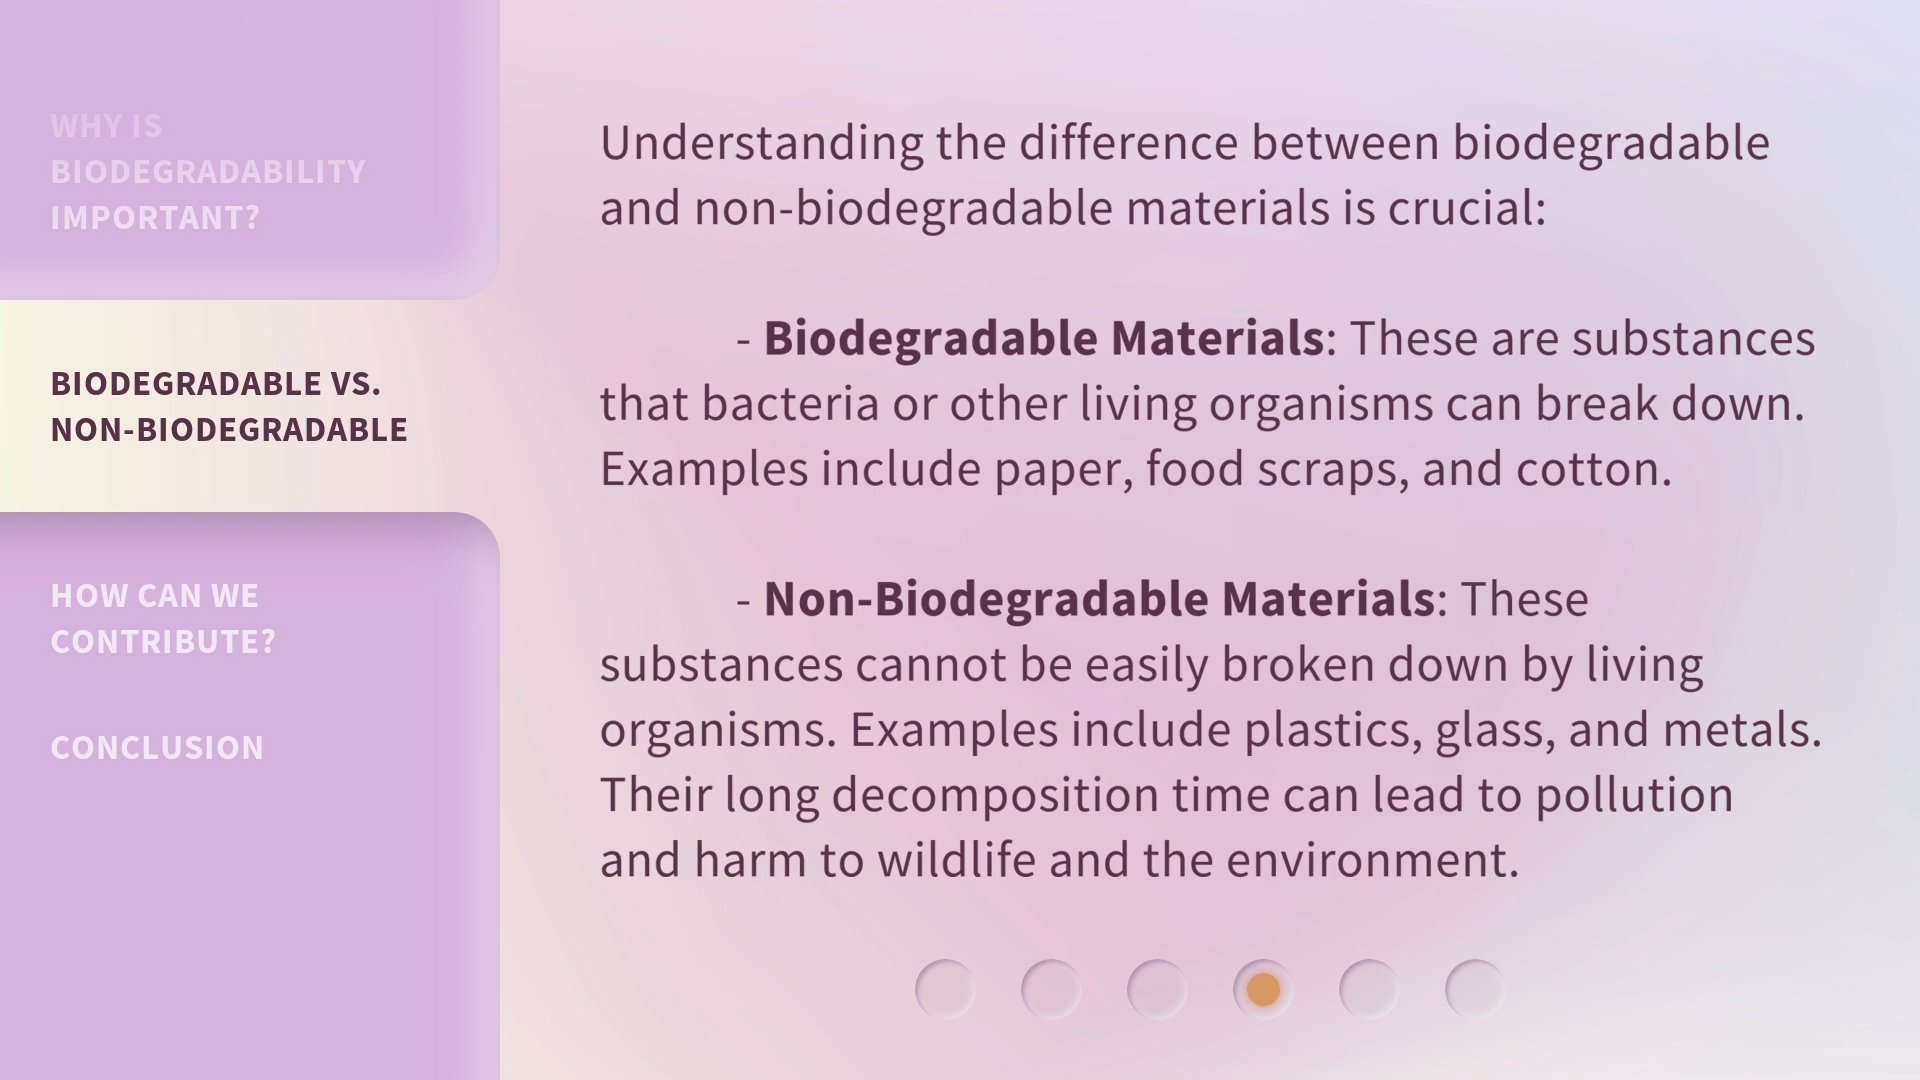 WHY IS
BIODEGRADABILITY
IMPORTANT?
BIODEGRADABLE VS.
NON-BIODEGRADABLE
HOW CAN WE
CONTRIBUTE?
CONCLUSION
Understanding the difference between biodegradable
and non-biodegradable materials is crucial:
- Biodegradable Materials: These are substances
that bacteria or other living organisms can break down.
Examples include paper, food scraps, and cotton.
- Non-Biodegradable Materials: These
substances cannot be easily broken down by living
organisms. Examples include plastics, glass, and metals.
Their long decomposition time can lead to pollution
and harm to wildlife and the environment.